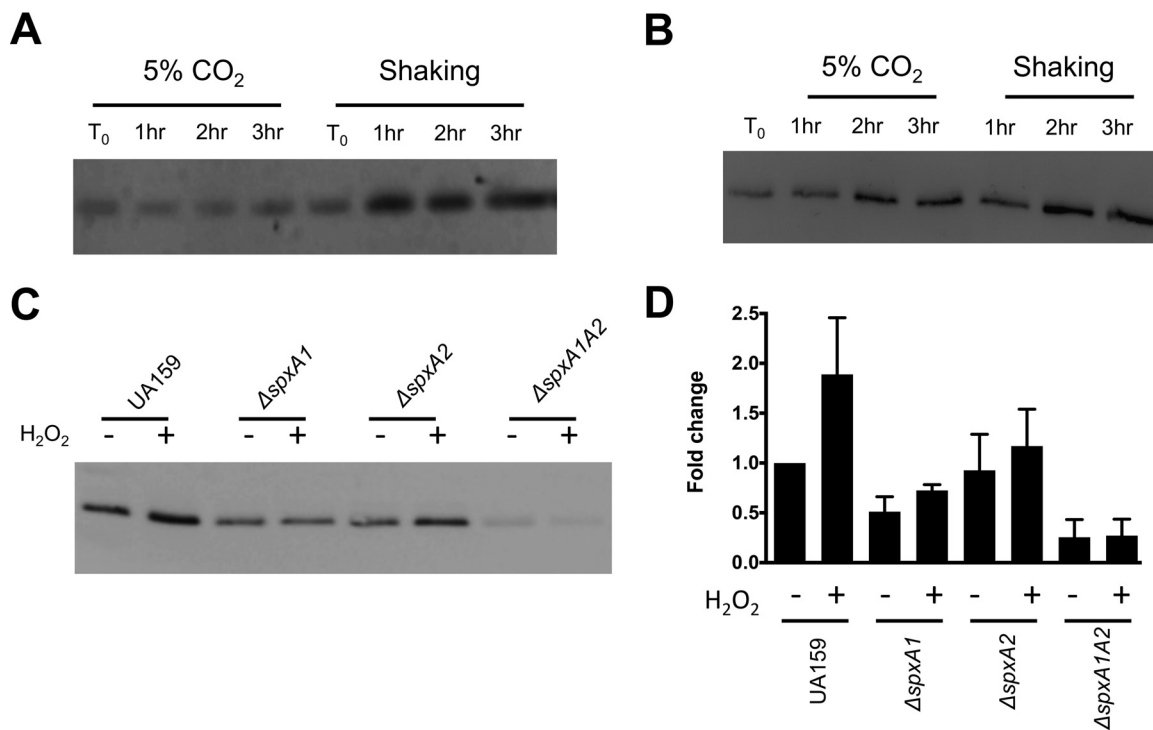 A
5% CO2 Shaking
T0 1hr 2hr 3hr T0 1hr 2hr 3hr
B
5% CO2 Shaking
T0 1hr 2hr 3hr 1hr 2hr 3hr
C
UA159 ΔspxA1 ΔspxA2 ΔspxA1A2
H2O2 - + - + - + - +
D
Fold change
2.5
2.0
1.5
1.0
0.5
0.0
H2O2 - + - + - + - +
UA159 ΔspxA1 ΔspxA2 ΔspxA1A2